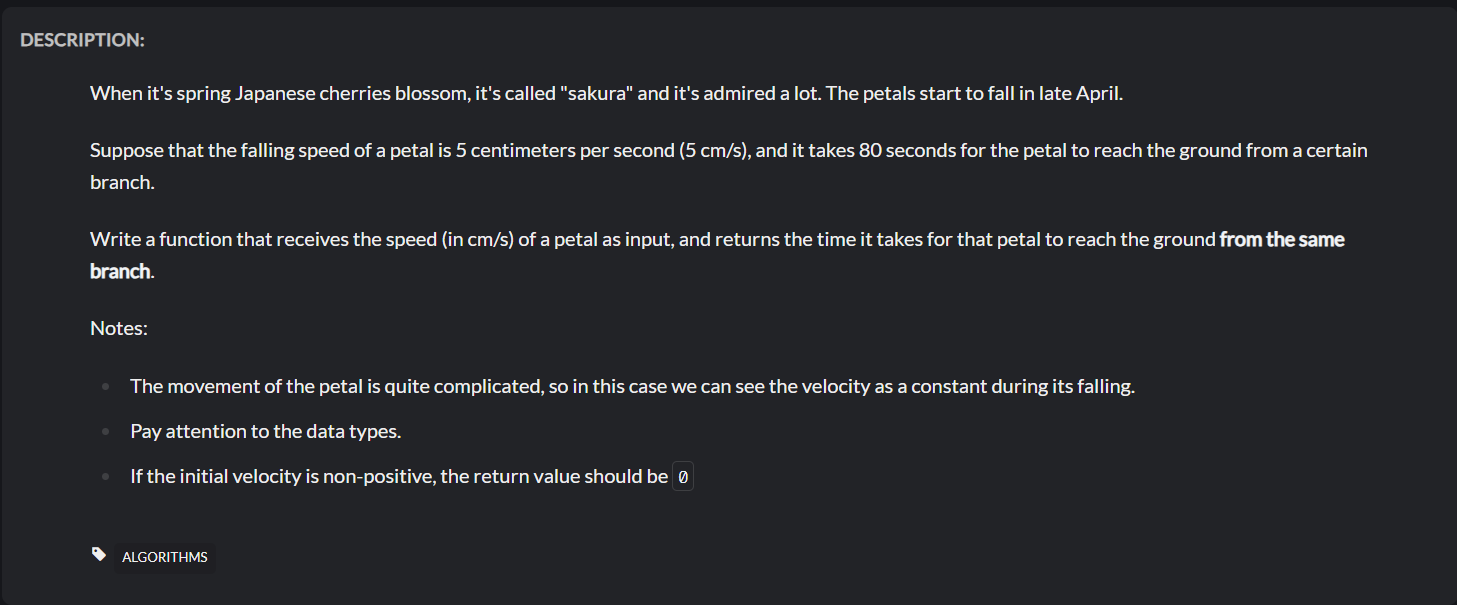 DESCRIPTION:
When it's spring Japanese cherries blossom, it's called "sakura" and it's admired a lot. The petals start to fall in late April.
Suppose that the falling speed of a petal is 5 centimeters per second (5 cm/s), and it takes 80 seconds for the petal to reach the ground from a certain
branch.
Write a function that receives the speed (in cm/s) of a petal as input, and returns the time it takes for that petal to reach the ground from the same
branch.
Notes:
The movement of the petal is quite complicated, so in this case we can see the velocity as a constant during its falling.
Pay attention to the data types.
If the initial velocity is non-positive, the return value should be 0
ALGORITHMS